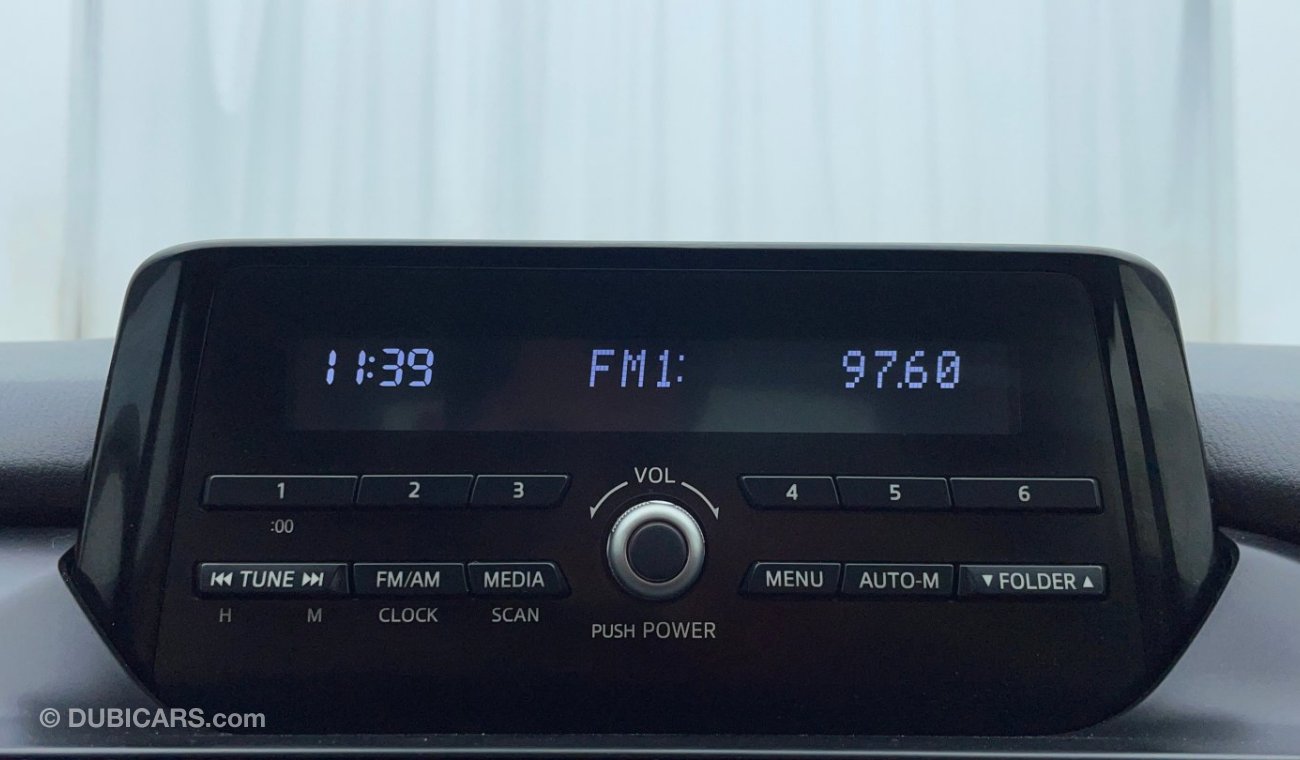 11:39 FM1: 97.60
VOL
1 2 3 4 5 6
:00
⏮ TUNE ⏭ FM/AM MEDIA MENU AUTO-M ▼ FOLDER ▲
H M CLOCK SCAN
PUSH POWER
© DUBICARS.com